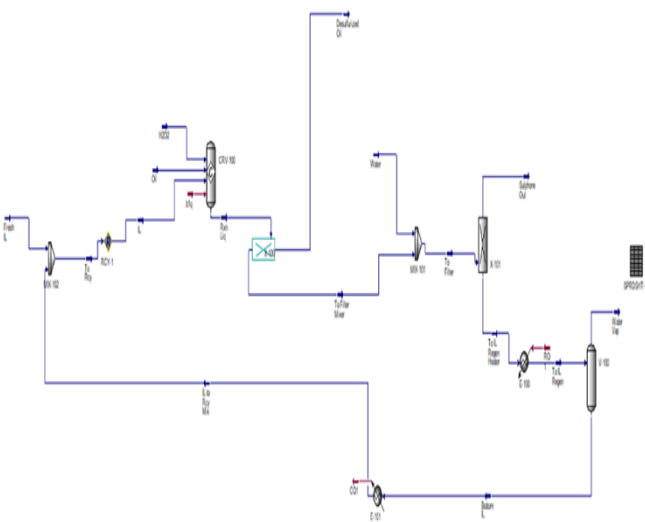 Desulfurized
Oil
H2O2
CRV-100
Oil
Water
Sulphone
Out
Fresh
IL
IL
Rxn
Liq
MIX-102
To
Rcy
RCY-1
MIX-101
To
Filter
X-101
SPRDSHT-
To Filter
Mixer
Water
Vap
To IL
Regen
Heater
E-100
To IL
Regen
V-100
IL to
Rcy
Mix
CQ1
E-101
Bottom
IL